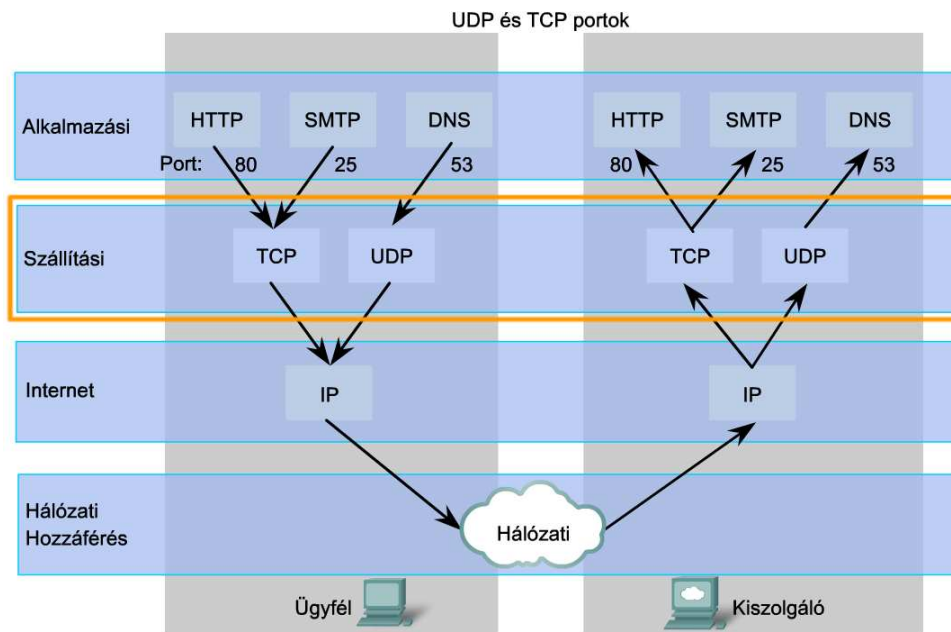 UDP és TCP portok
Alkalmazási
HTTP SMTP DNS HTTP SMTP DNS
Port: 80 25 53 80 25 53
Szállítási
TCP UDP TCP UDP
Internet
IP IP
Hálózati
Hozzáférés
Hálózati
Ügyfél Kiszolgáló